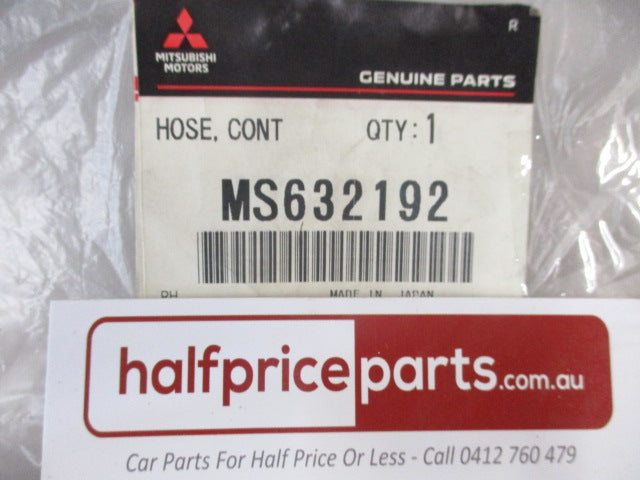 R
MITSUBISHI
MOTORS
GENUINE PARTS
HOSE, CONT QTY: 1
MS632192
PH MADE IN JAPAN
halfpriceparts.com.au
Car Parts For Half Price Or Less - Call 0412 760 479